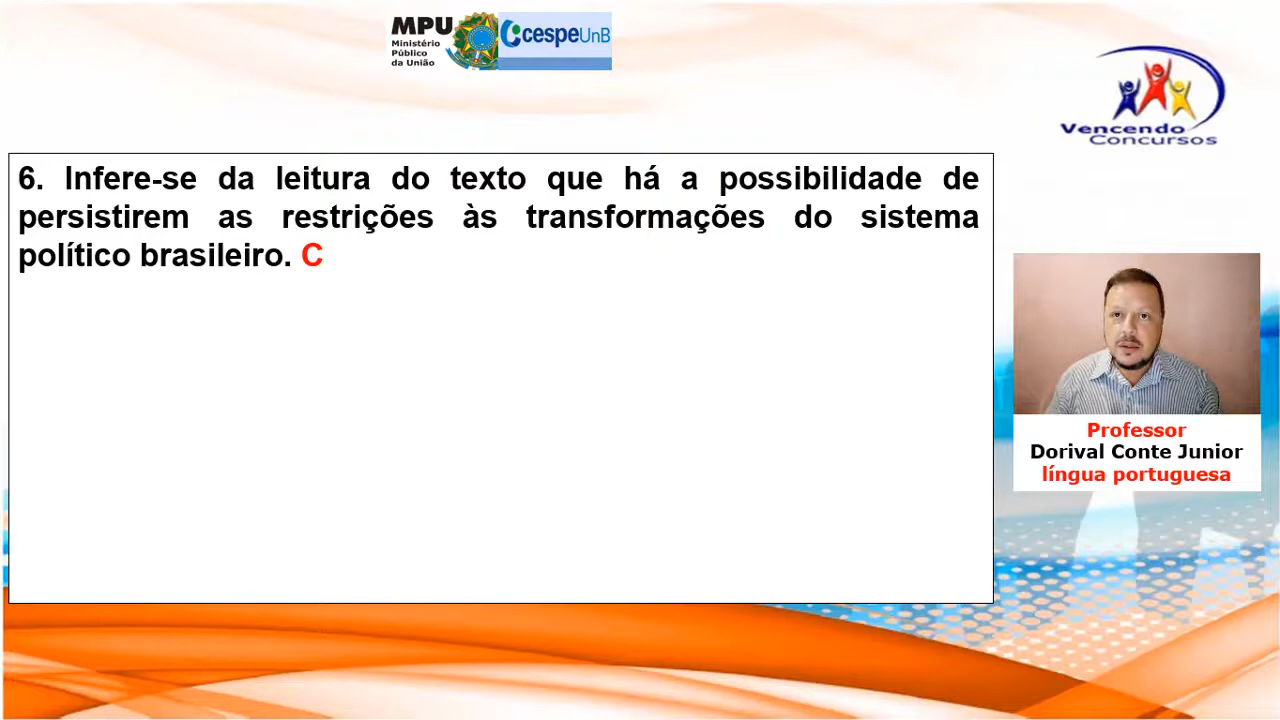 MPU
Ministério
Público
da União
cespeUnB
Vencendo
Concursos
6. Infere-se da leitura do texto que há a possibilidade de
persistirem as restrições às transformações do sistema
político brasileiro. C
Professor
Dorival Conte Junior
língua portuguesa